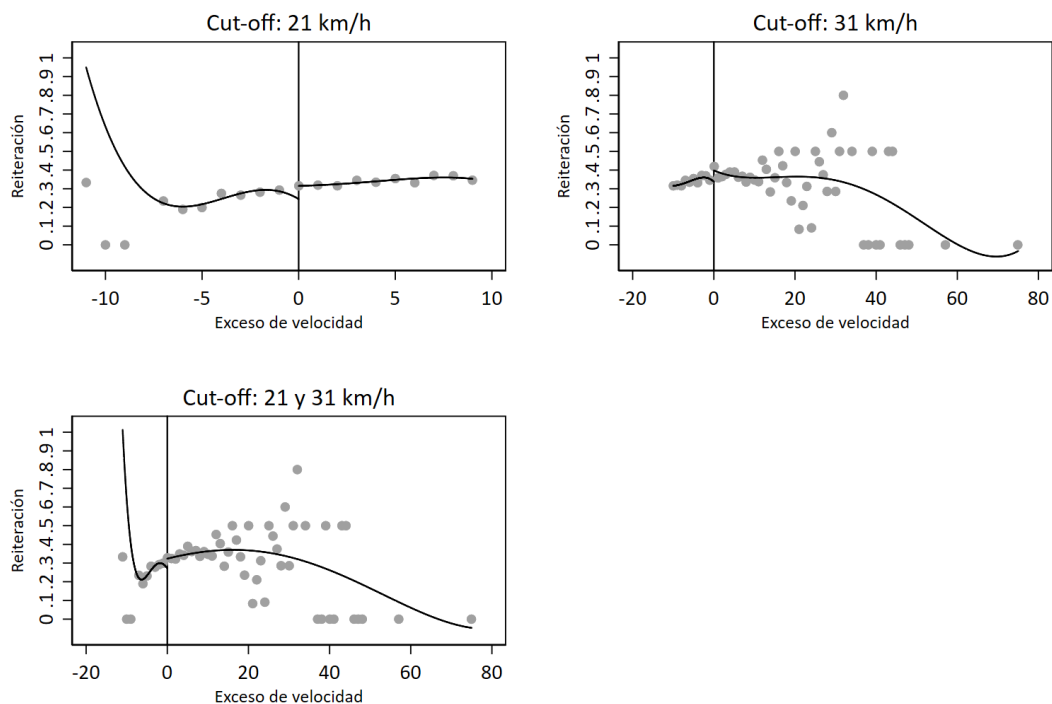 Cut-off: 21 km/h
Reiteración
0 .1 .2 .3 .4 .5 .6 .7 .8 .9 1
-10 -5 0 5 10
Exceso de velocidad
Cut-off: 31 km/h
Reiteración
0 .1 .2 .3 .4 .5 .6 .7 .8 .9 1
-20 0 20 40 60 80
Exceso de velocidad
Cut-off: 21 y 31 km/h
Reiteración
0 .1 .2 .3 .4 .5 .6 .7 .8 .9 1
-20 0 20 40 60 80
Exceso de velocidad